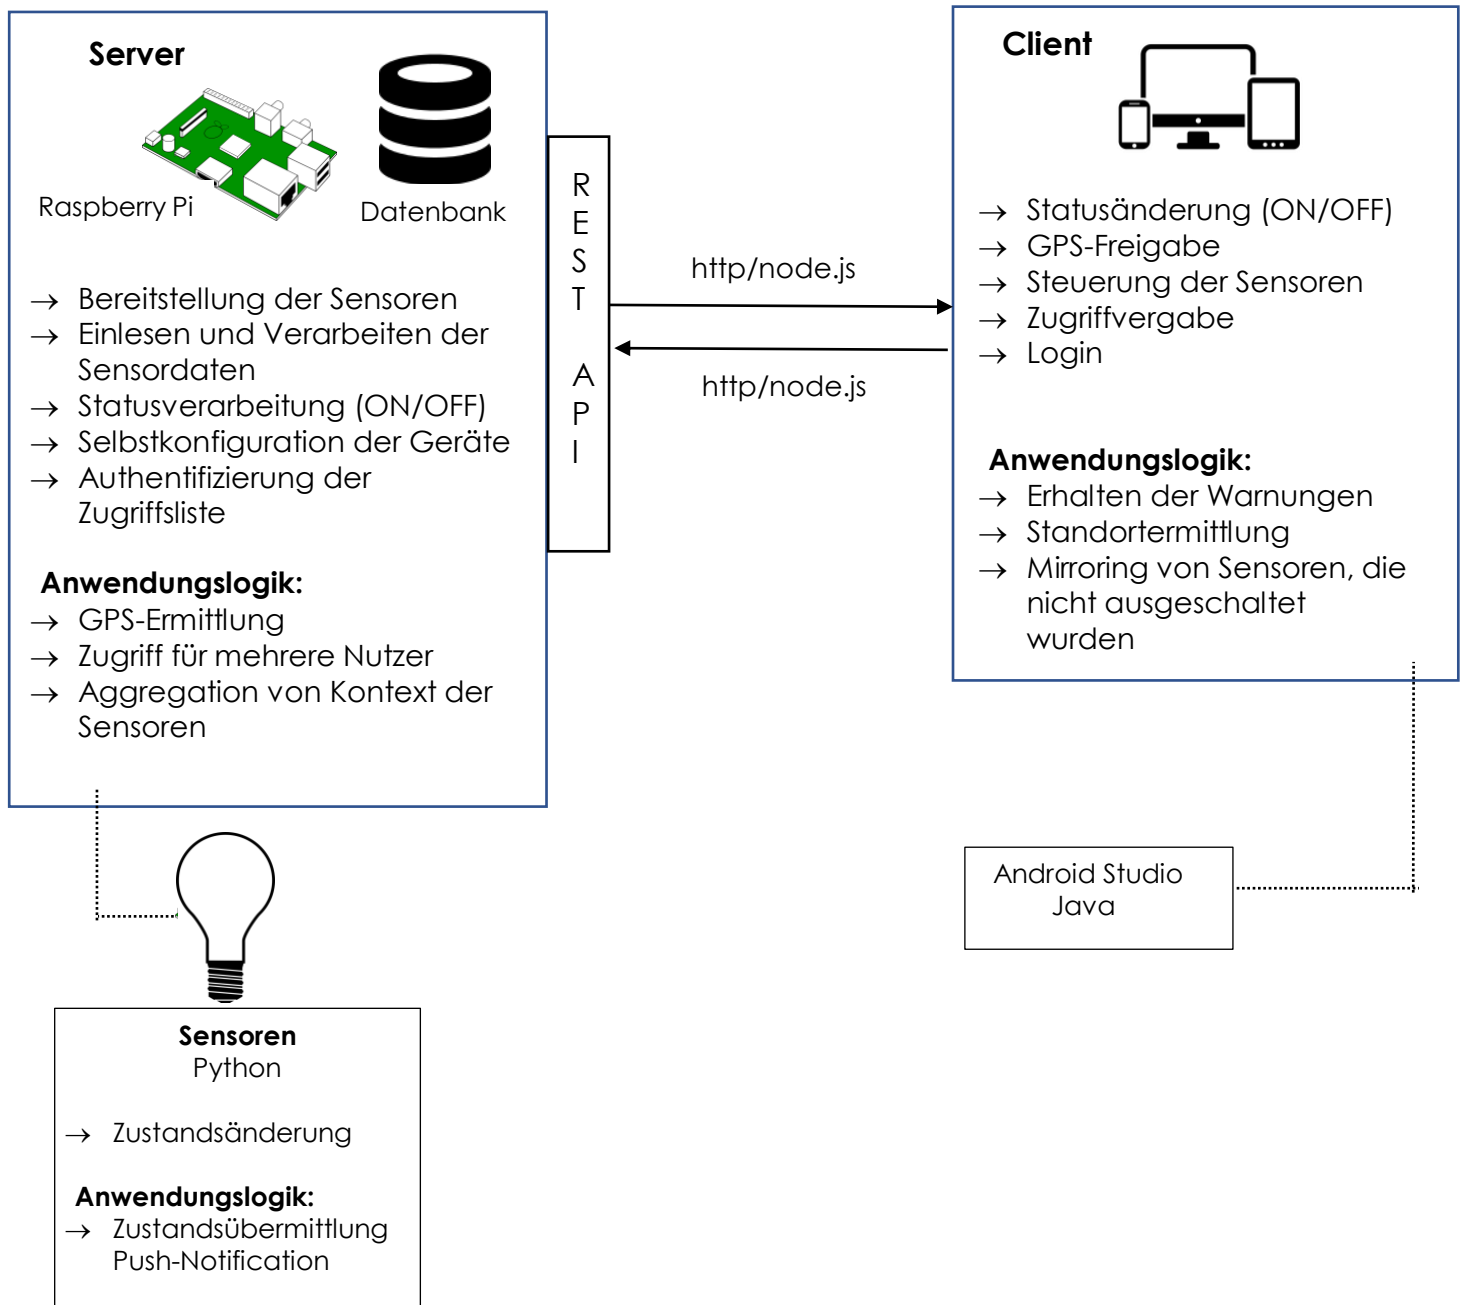 Server
Raspberry Pi
Datenbank
→ Bereitstellung der Sensoren
→ Einlesen und Verarbeiten der
Sensordaten
→ Statusverarbeitung (ON/OFF)
→ Selbstkonfiguration der Geräte
→ Authentifizierung der
Zugriffsliste
Anwendungslogik:
→ GPS-Ermittlung
→ Zugriff für mehrere Nutzer
→ Aggregation von Kontext der
Sensoren
R
E
S
T
A
P
I
http/node.js
http/node.js
Client
→ Statusänderung (ON/OFF)
→ GPS-Freigabe
→ Steuerung der Sensoren
→ Zugriffvergabe
→ Login
Anwendungslogik:
→ Erhalten der Warnungen
→ Standortermittlung
→ Mirroring von Sensoren, die
nicht ausgeschaltet
wurden
Android Studio
Java
Sensoren
Python
→ Zustandsänderung
Anwendungslogik:
→ Zustandsübermittlung
Push-Notification